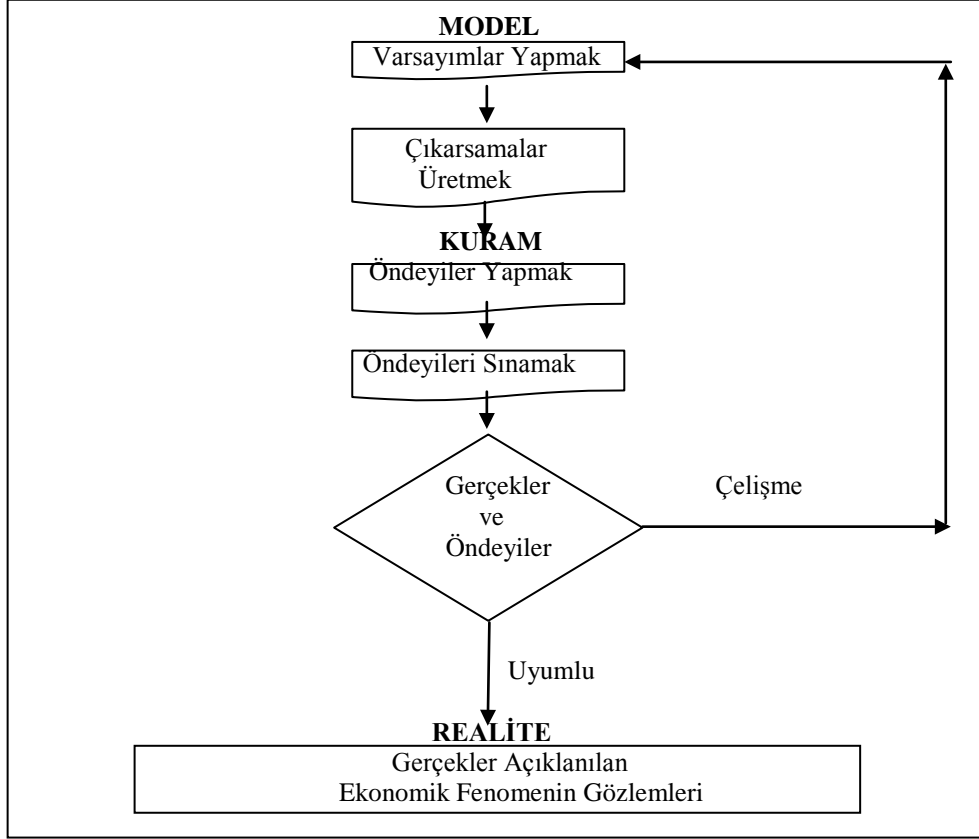 MODEL
Varsayımlar Yapmak
Çıkarsamalar
Üretmek
KURAM
Öndeyiler Yapmak
Öndeyileri Sınamak
Gerçekler
ve
Öndeyiler
Çelişme
Uyumlu
REALİTE
Gerçekler Açıklanılan
Ekonomik Fenomenin Gözlemleri